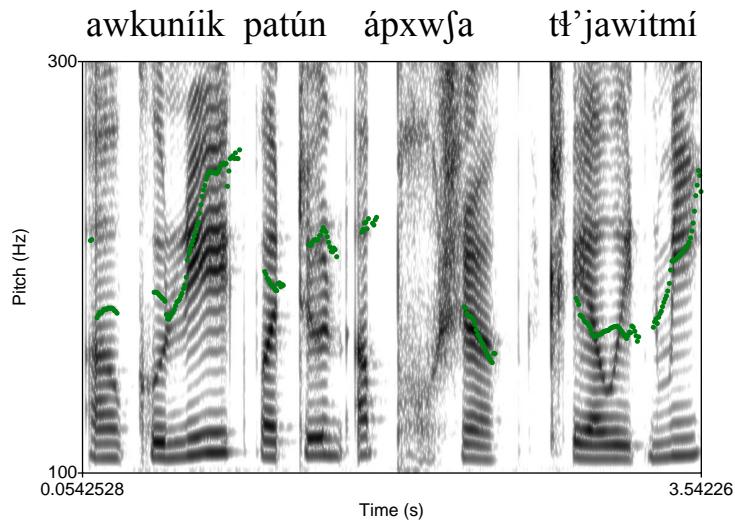 awkuníik patún ápxwʃa tɬ’jawitmí
300
Pitch (Hz)
100
0.0542528 3.54226
Time (s)